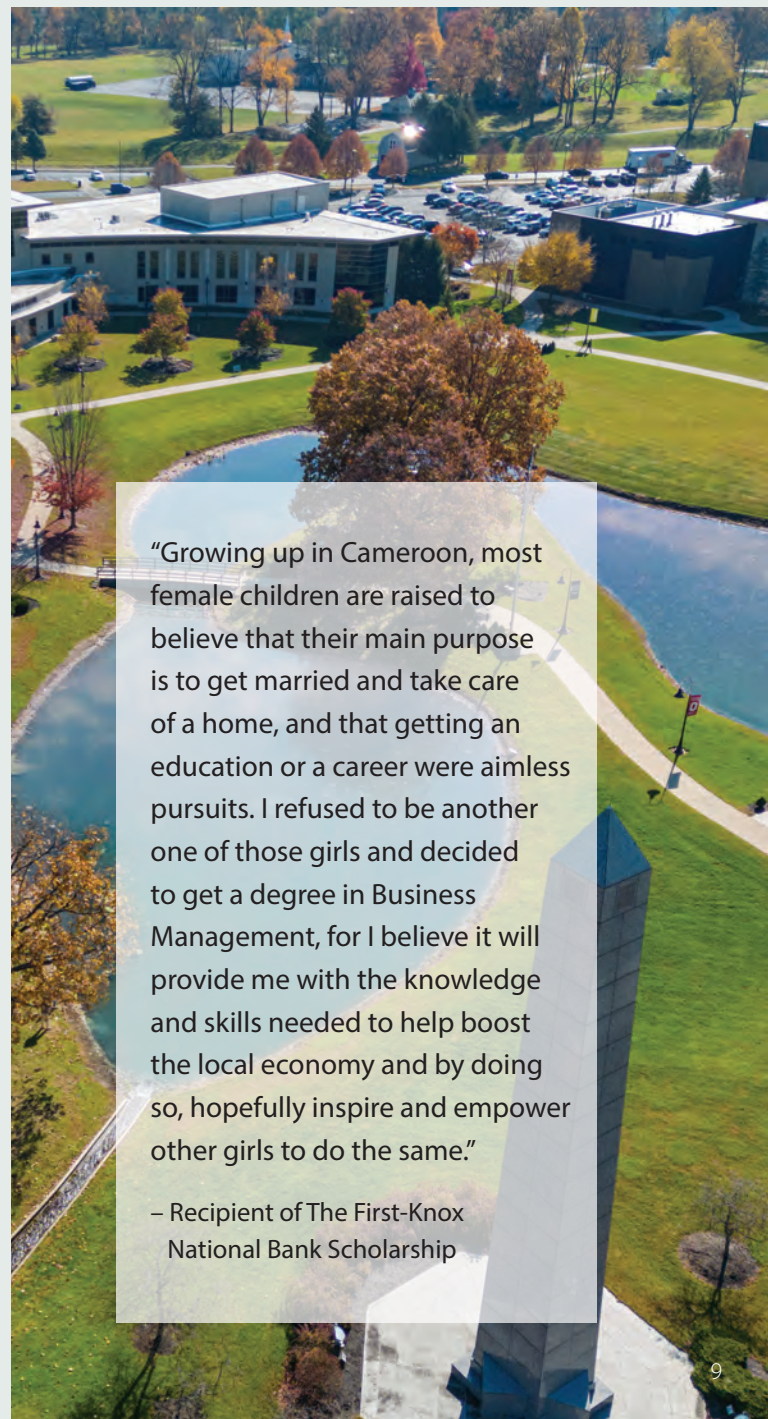 “Growing up in Cameroon, most
female children are raised to
believe that their main purpose
is to get married and take care
of a home, and that getting an
education or a career were aimless
pursuits. I refused to be another
one of those girls and decided
to get a degree in Business
Management, for I believe it will
provide me with the knowledge
and skills needed to help boost
the local economy and by doing
so, hopefully inspire and empower
other girls to do the same.”
– Recipient of The First-Knox
National Bank Scholarship
9